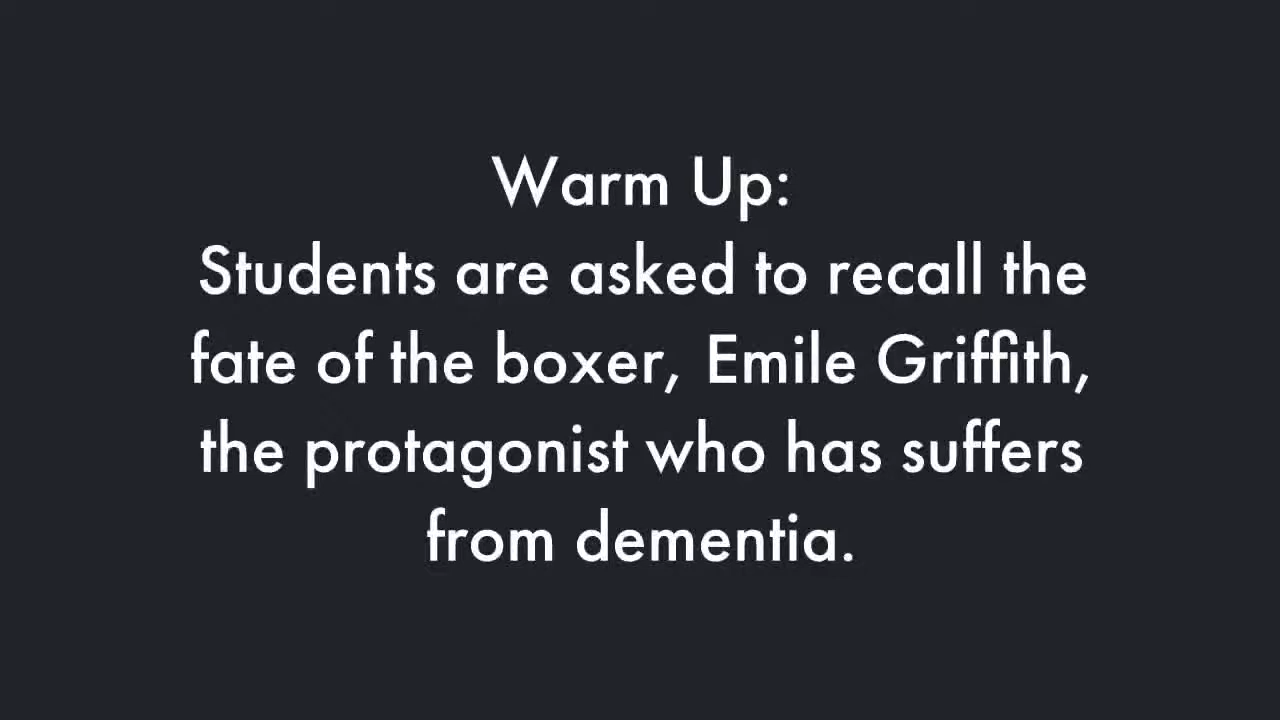 Warm Up:
Students are asked to recall the
fate of the boxer, Emile Griffith,
the protagonist who has suffers
from dementia.